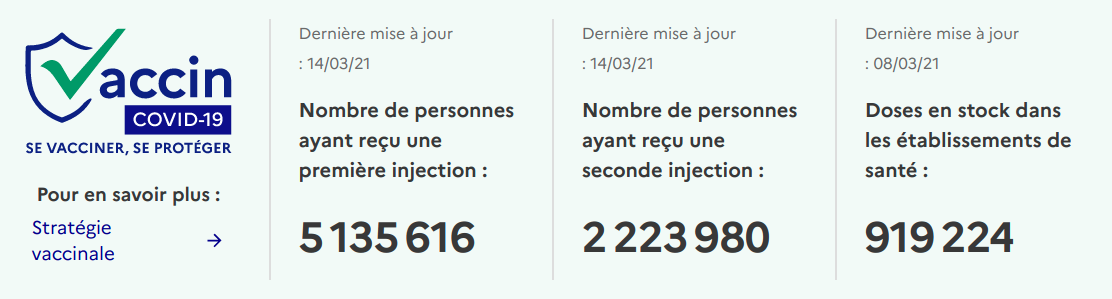 Vaccin
COVID-19
SE VACCINER, SE PROTÉGER
Pour en savoir plus :
Stratégie
vaccinale
Dernière mise à jour
: 14/03/21
Nombre de personnes
ayant reçu une
première injection :
5 135 616
Dernière mise à jour
: 14/03/21
Nombre de personnes
ayant reçu une
seconde injection :
2 223 980
Dernière mise à jour
: 08/03/21
Doses en stock dans
les établissements de
santé :
919 224